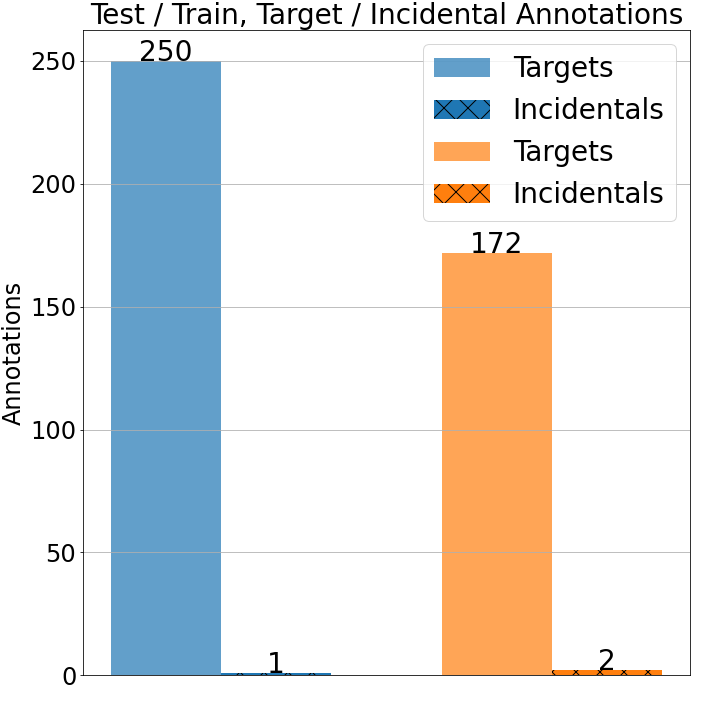 Test / Train, Target / Incidental Annotations
250
250
Targets
Incidentals
Targets
Incidentals
200
172
150
Annotations
100
50
1
2
0